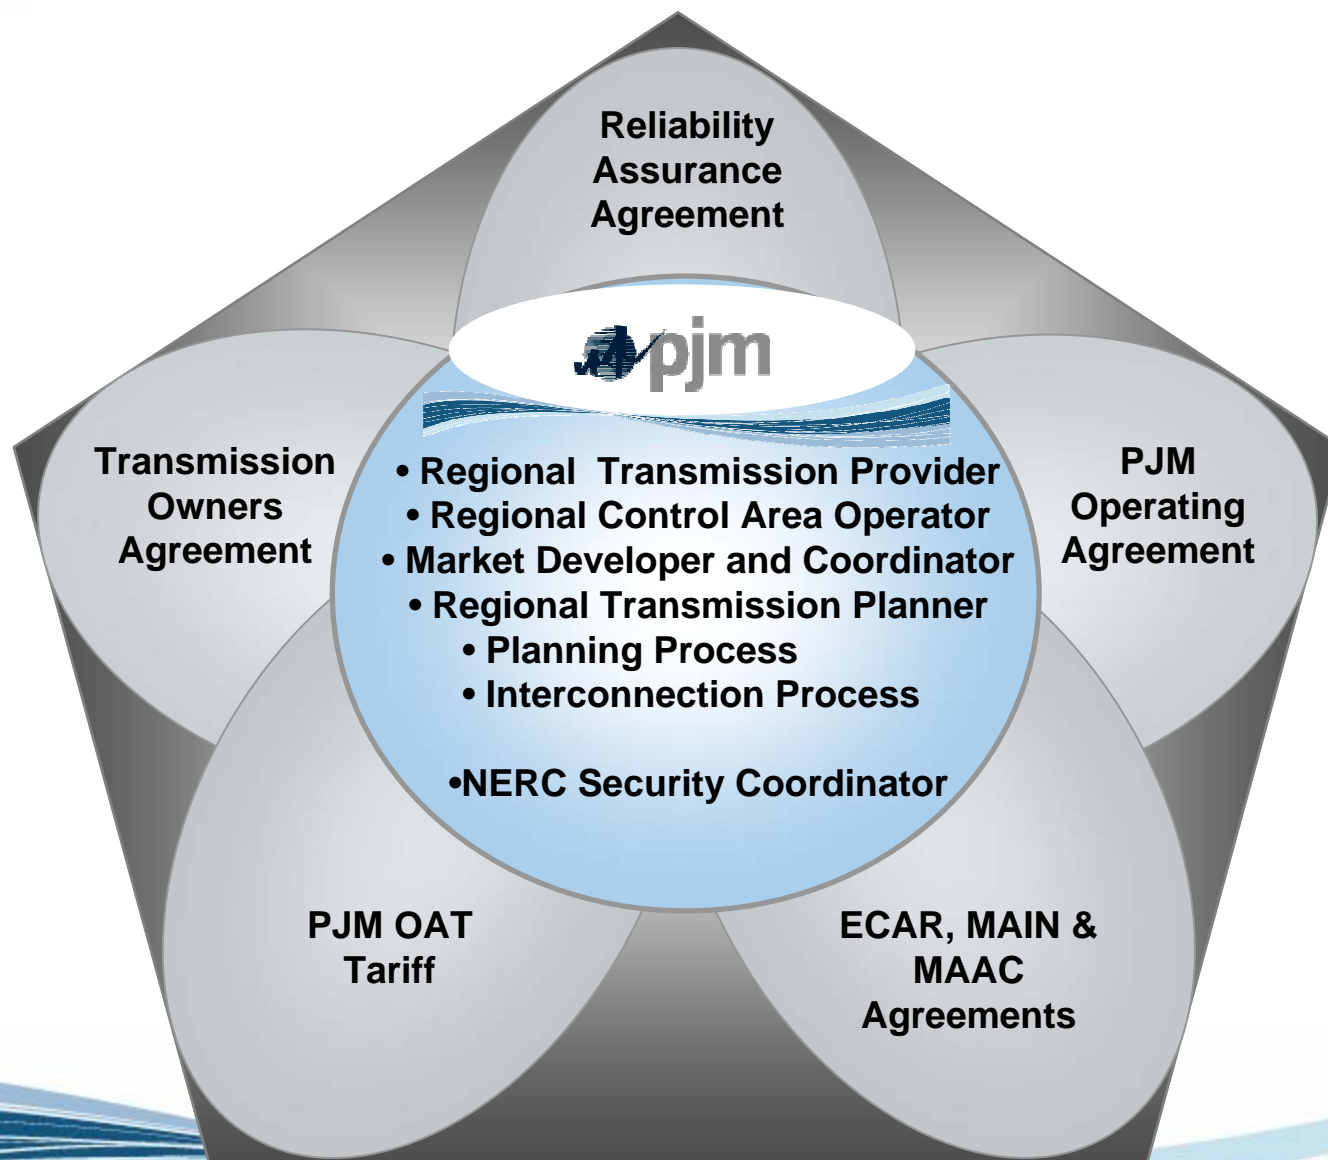 Reliability
Assurance
Agreement
pjm
Transmission
Owners
Agreement
• Regional  Transmission Provider
• Regional Control Area Operator
• Market Developer and Coordinator
• Regional Transmission Planner
• Planning Process
• Interconnection Process
•NERC Security Coordinator
PJM
Operating
Agreement
PJM OAT
Tariff
ECAR, MAIN &
MAAC
Agreements